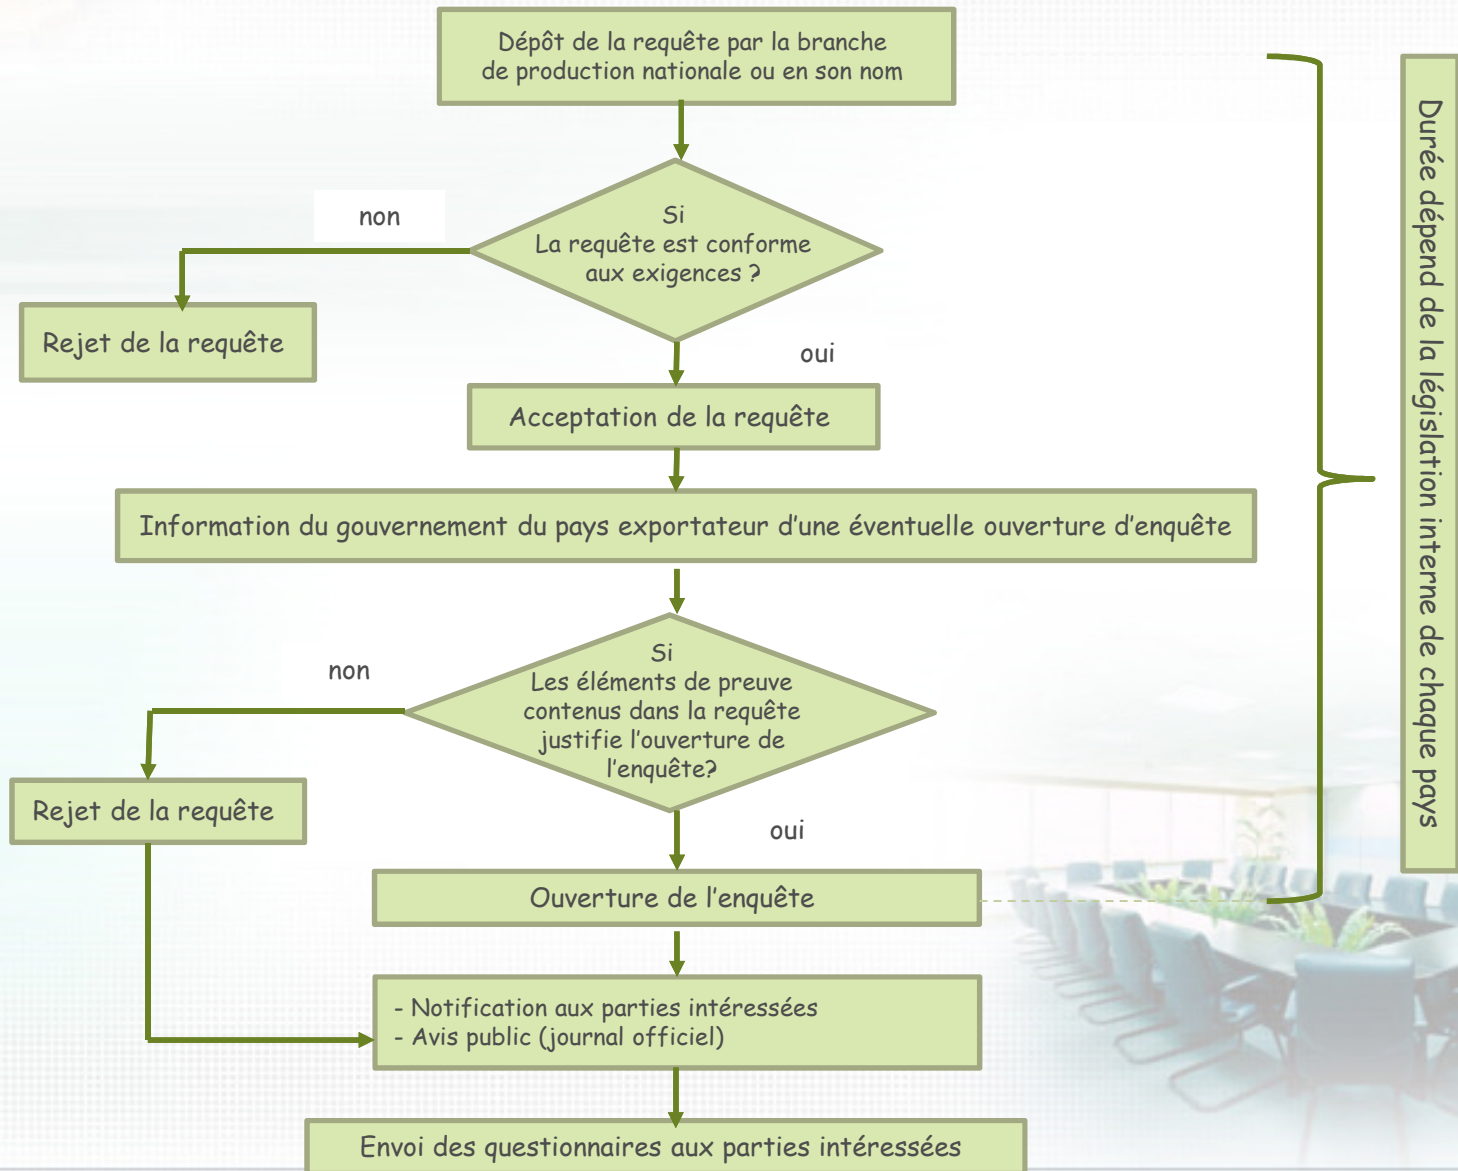 Dépôt de la requête par la branche
de production nationale ou en son nom
Durée dépend de la législation interne de chaque pays
non
Si
La requête est conforme
aux exigences ?
Rejet de la requête
oui
Acceptation de la requête
Information du gouvernement du pays exportateur d'une éventuelle ouverture d'enquête
non
Si
Les éléments de preuve
contenus dans la requête
justifie l'ouverture de
l'enquête?
Rejet de la requête
oui
Ouverture de l'enquête
- Notification aux parties intéressées
- Avis public (journal officiel)
Envoi des questionnaires aux parties intéressées